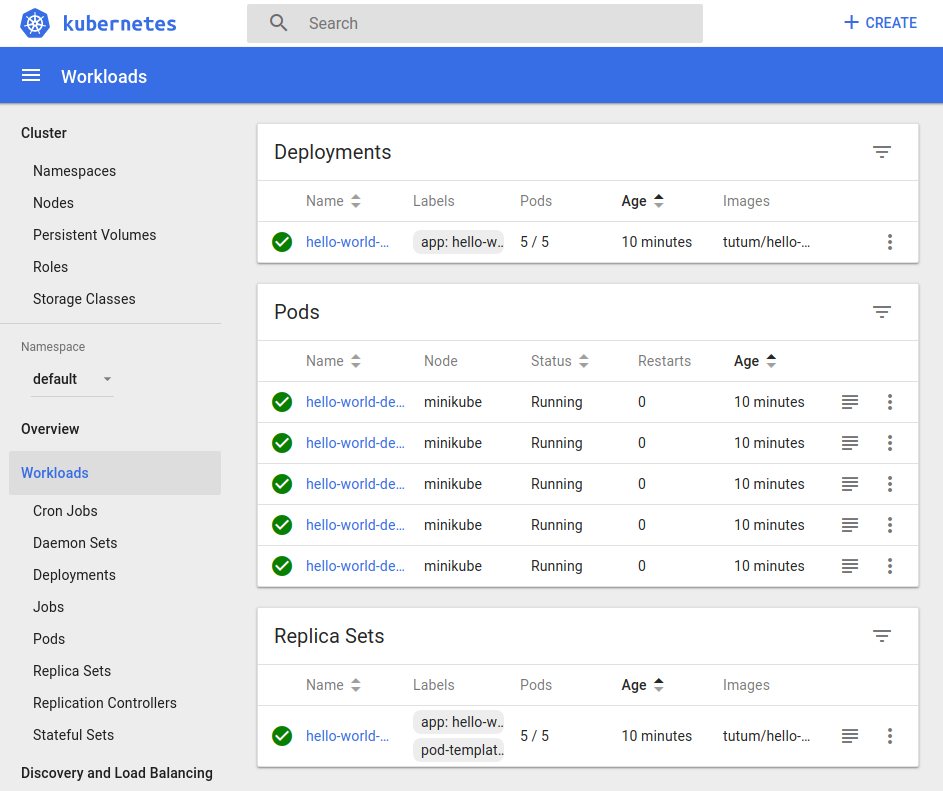 kubernetes Search + CREATE
Workloads
Cluster
Namespaces
Nodes
Persistent Volumes
Roles
Storage Classes
Namespace
default
Overview
Workloads
Cron Jobs
Daemon Sets
Deployments
Jobs
Pods
Replica Sets
Replication Controllers
Stateful Sets
Discovery and Load Balancing
Deployments
Name Labels Pods Age Images
hello-world-... app: hello-w.. 5 / 5 10 minutes tutum/hello-...
Pods
Name Node Status Restarts Age
hello-world-de... minikube Running 0 10 minutes
hello-world-de... minikube Running 0 10 minutes
hello-world-de... minikube Running 0 10 minutes
hello-world-de... minikube Running 0 10 minutes
hello-world-de... minikube Running 0 10 minutes
Replica Sets
Name Labels Pods Age Images
app: hello-w..
hello-world-... 5 / 5 10 minutes tutum/hello-...
pod-templat..